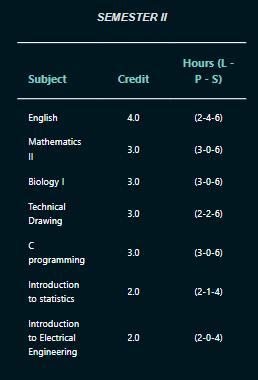 SEMESTER II
Subject Credit Hours (L -
P - S)
English 4.0 (2-4-6)
Mathematics
II 3.0 (3-0-6)
Biology I 3.0 (3-0-6)
Technical
Drawing 3.0 (2-2-6)
C
programming 3.0 (3-0-6)
Introduction
to statistics 2.0 (2-1-4)
Introduction
to Electrical
Engineering 2.0 (2-0-4)